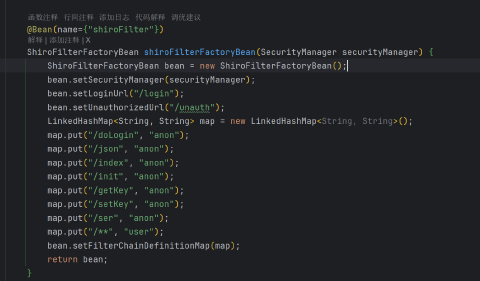 函数注释 行间注释 添加日志 代码解释 调优建议
@Bean(name={"shiroFilter"})
解释 | 添加注释 | X
ShiroFilterFactoryBean shiroFilterFactoryBean(SecurityManager securityManager) {
ShiroFilterFactoryBean bean = new ShiroFilterFactoryBean();
bean.setSecurityManager(securityManager);
bean.setLoginUrl("/login");
bean.setUnauthorizedUrl("/unauth");
LinkedHashMap<String, String> map = new LinkedHashMap<String, String>();
map.put("/doLogin", "anon");
map.put("/json", "anon");
map.put("/index", "anon");
map.put("/init", "anon");
map.put("/getKey", "anon");
map.put("/setKey", "anon");
map.put("/ser", "anon");
map.put("/**", "user");
bean.setFilterChainDefinitionMap(map);
return bean;
}